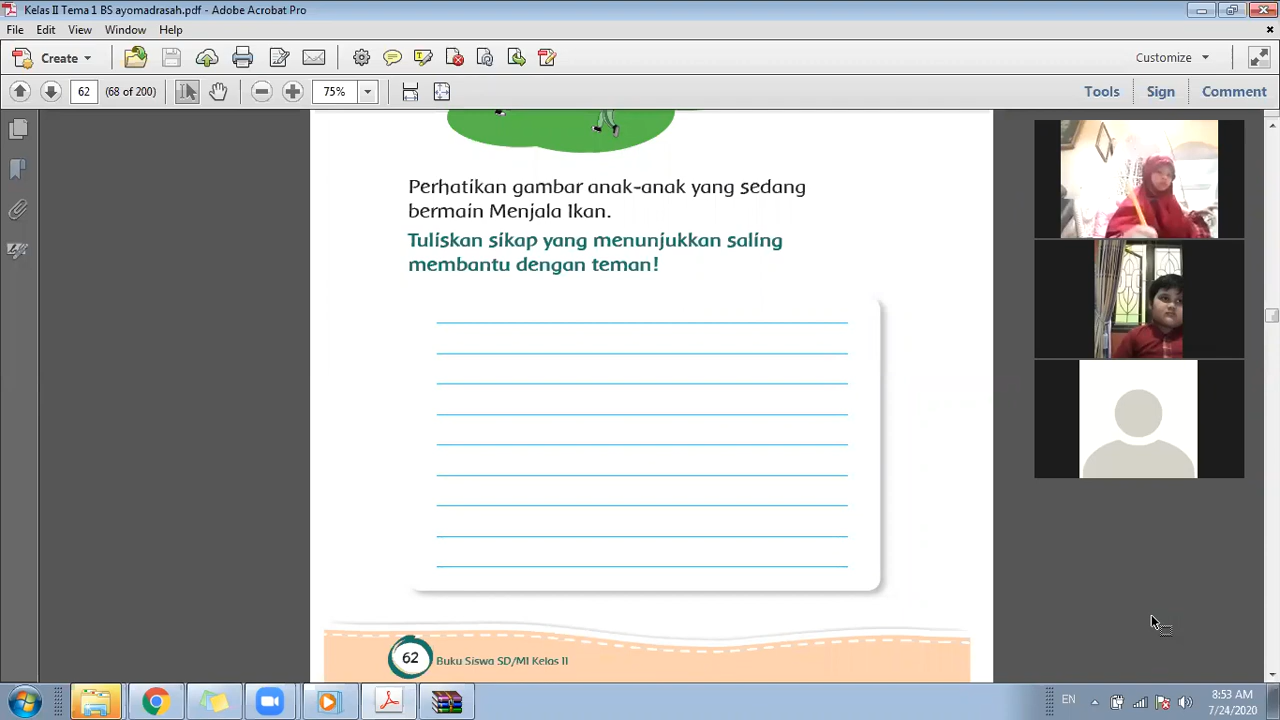 Kelas II Tema 1 BS ayomadrasah.pdf - Adobe Acrobat Pro
File Edit View Window Help
Create Customize
62 (68 of 200) 75% Tools Sign Comment
Perhatikan gambar anak-anak yang sedang
bermain Menjala Ikan.
Tuliskan sikap yang menunjukkan saling
membantu dengan teman!
62 Buku Siswa SD/MI Kelas II
EN 8:53 AM
7/24/2020